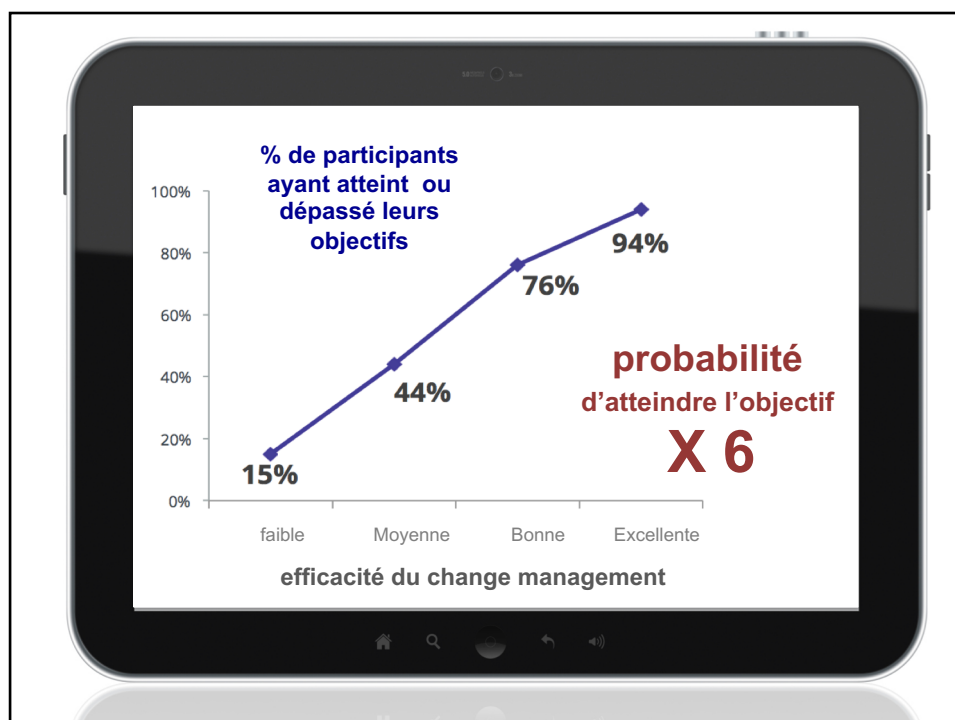 % de participants
ayant atteint ou
dépassé leurs
objectifs
100%
80%
60%
40%
20%
0%
15%
44%
76%
94%
probabilité
d'atteindre l'objectif
X 6
faible Moyenne Bonne Excellente
efficacité du change management